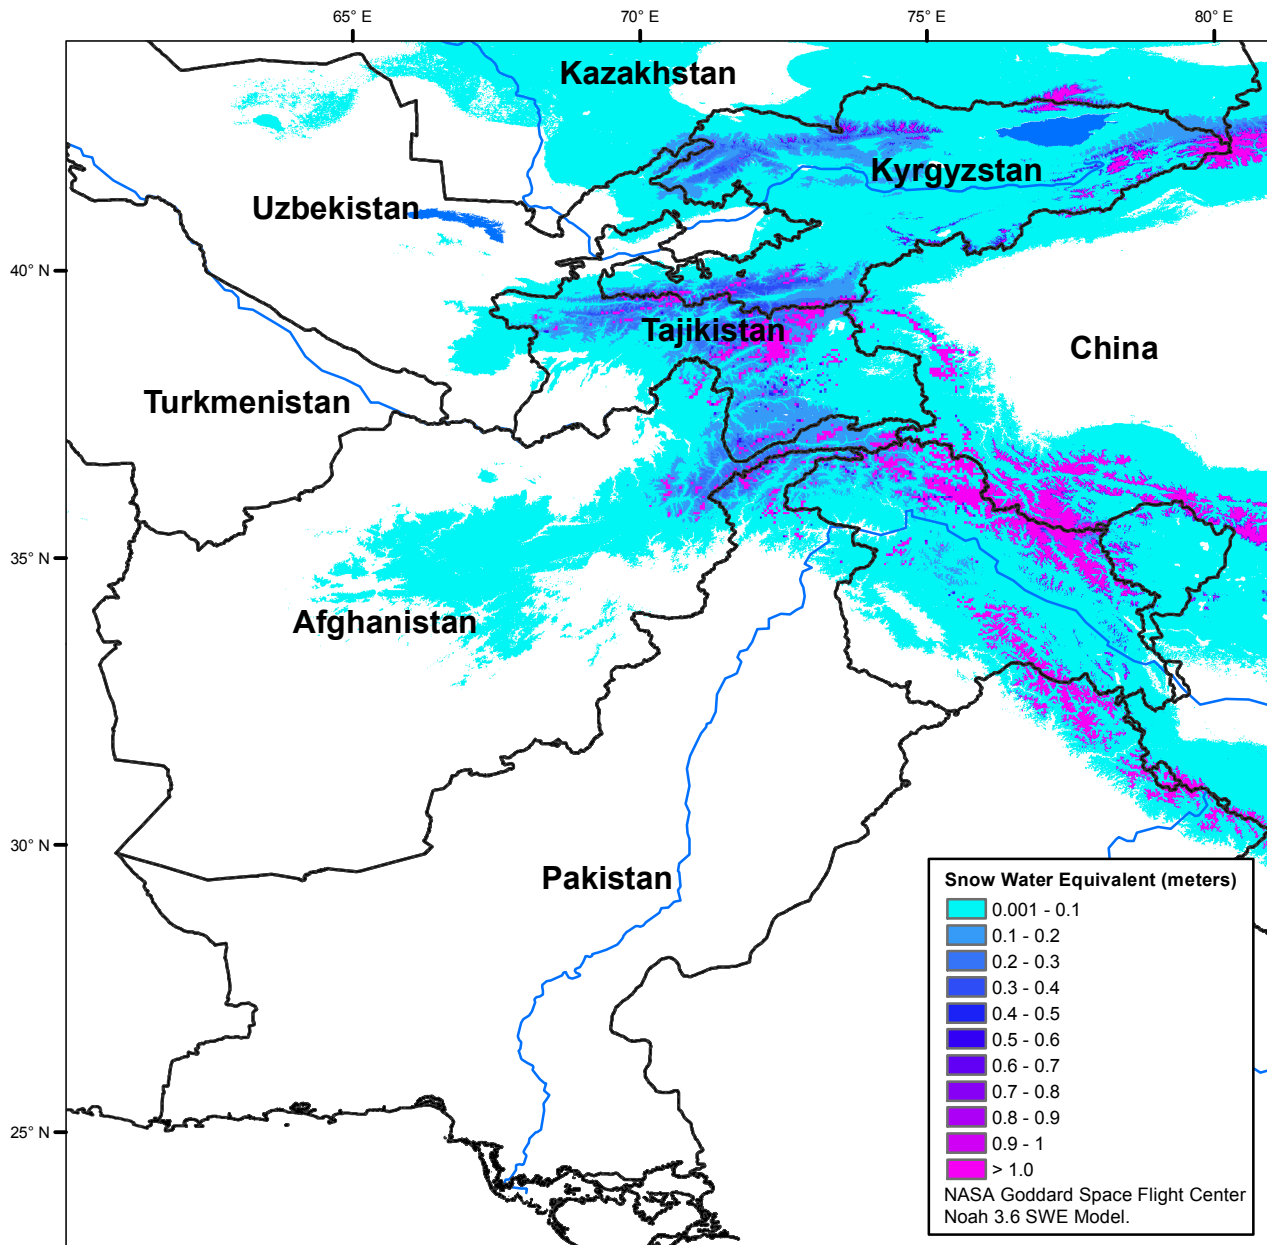 65° E
70° E
75° E
80° E
Kazakhstan
Kyrgyzstan
Uzbekistan
40° N
Tajikistan
China
Turkmenistan
35° N
Afghanistan
30° N
Pakistan
25° N
Snow Water Equivalent (meters)
0.001 - 0.1
0.1 - 0.2
0.2 - 0.3
0.3 - 0.4
0.4 - 0.5
0.5 - 0.6
0.6 - 0.7
0.7 - 0.8
0.8 - 0.9
0.9 - 1
> 1.0
NASA Goddard Space Flight Center
Noah 3.6 SWE Model.